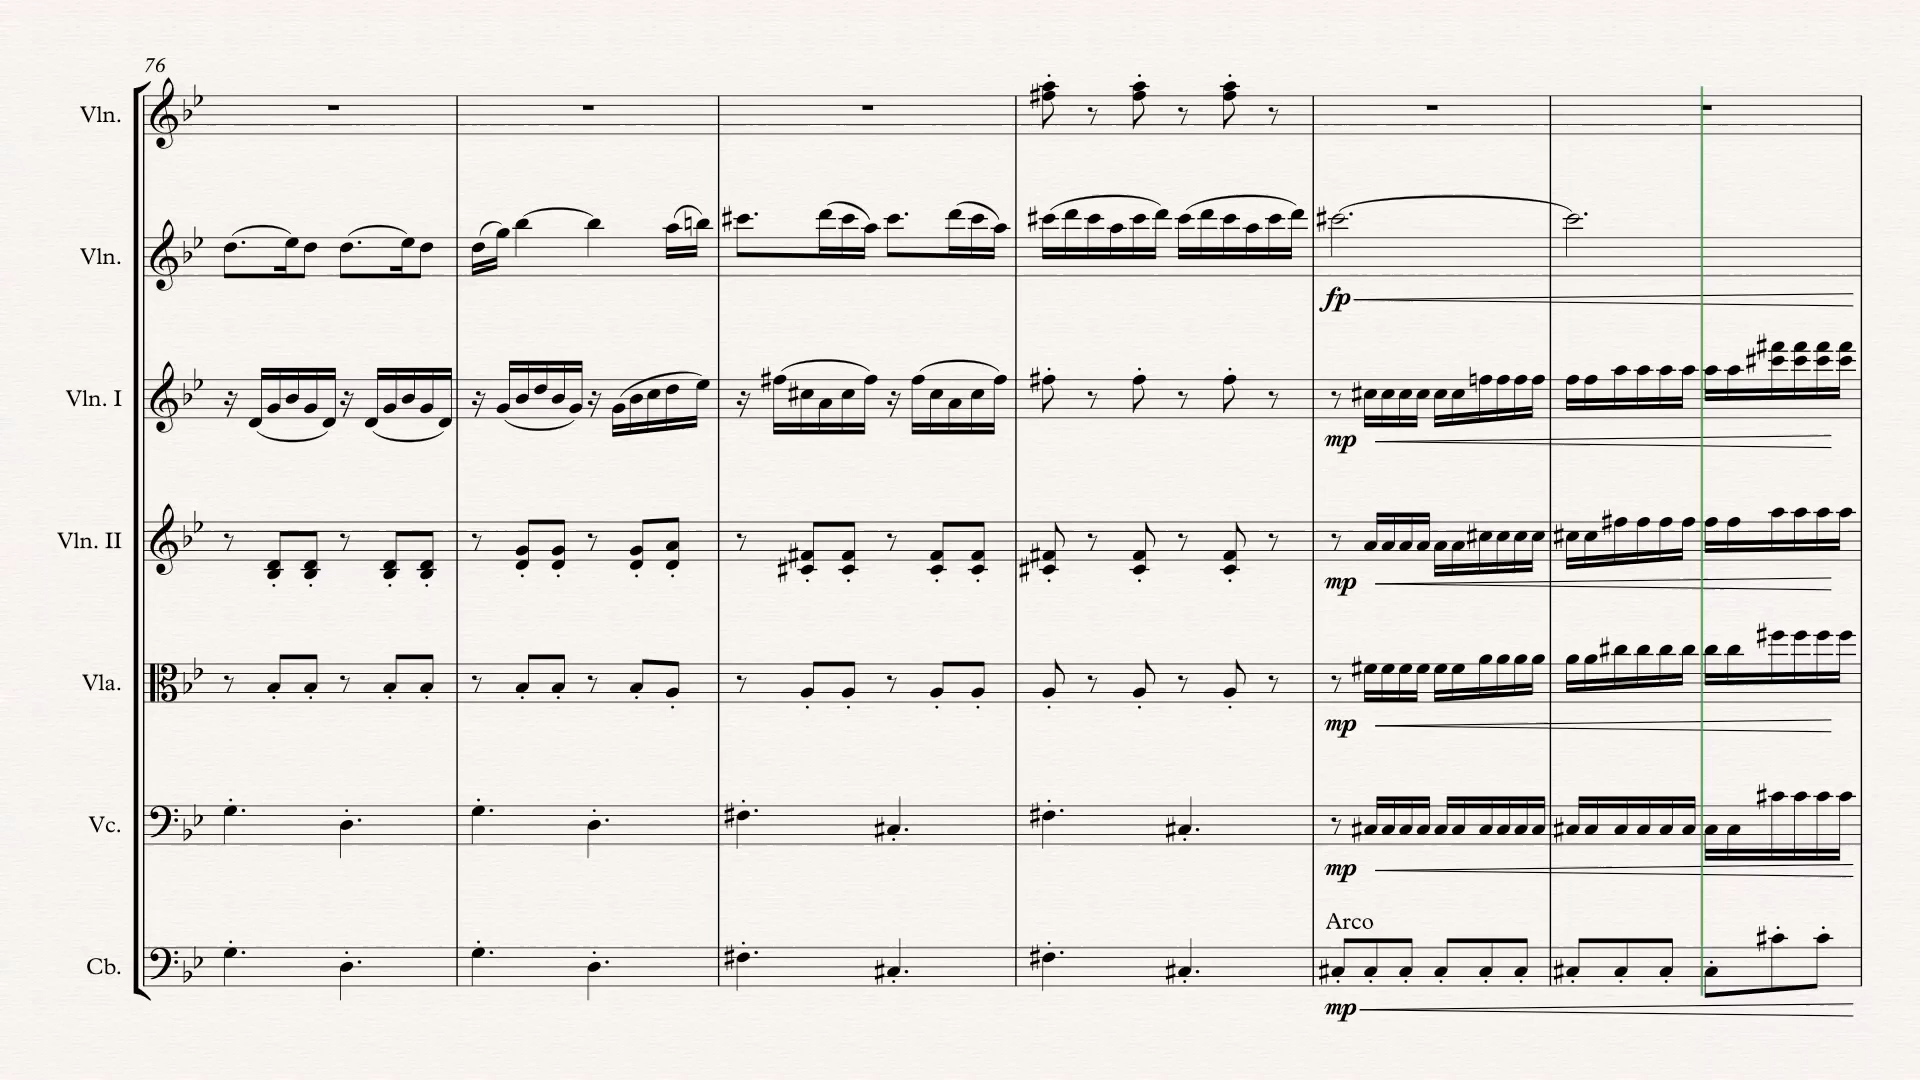 76
Vln.
Vln.
fp
Vln. I
mp
Vln. II
mp
Vla.
mp
Vc.
mp
Arco
Cb.
mp